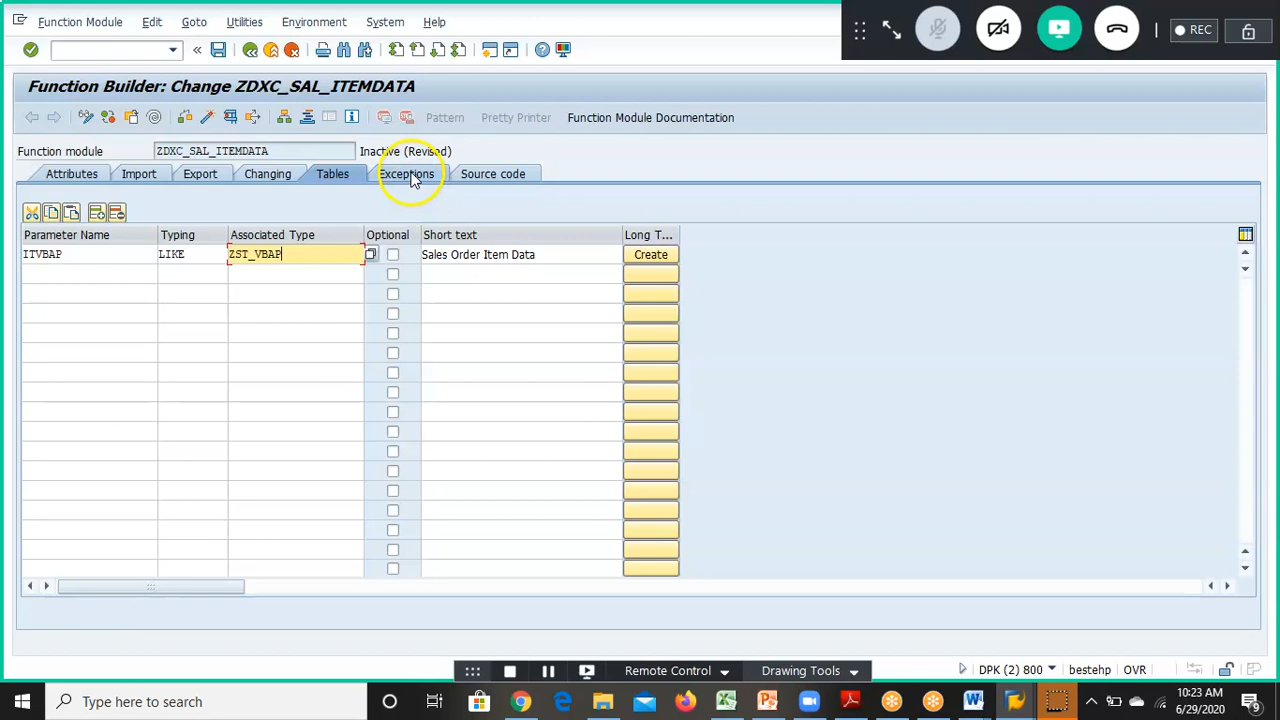 Function Module Edit Goto Utilities Environment System Help
REC
Function Builder: Change ZDXC_SAL_ITEMDATA
Pattern Pretty Printer Function Module Documentation
Function module ZDXC_SAL_ITEMDATA Inactive (Revised)
Attributes Import Export Changing Tables Exceptions Source code
Parameter Name Typing Associated Type Optional Short text Long T...
ITVBAP LIKE ZST_VBAP Sales Order Item Data Create
Remote Control Drawing Tools
DPK (2) 800 bestehp OVR
Type here to search
10:23 AM
6/29/2020
9